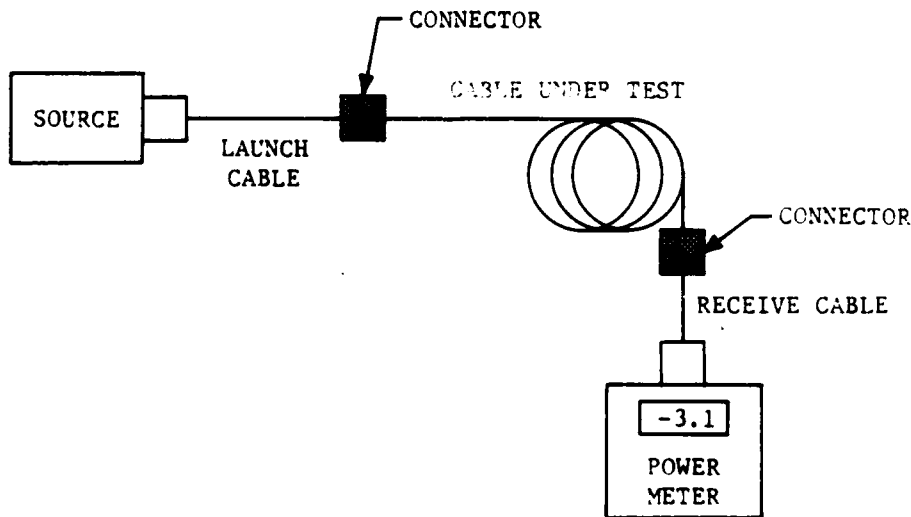 CONNECTOR
CABLE UNDER TEST
SOURCE
LAUNCH
CABLE
CONNECTOR
RECEIVE CABLE
-3.1
POWER
METER